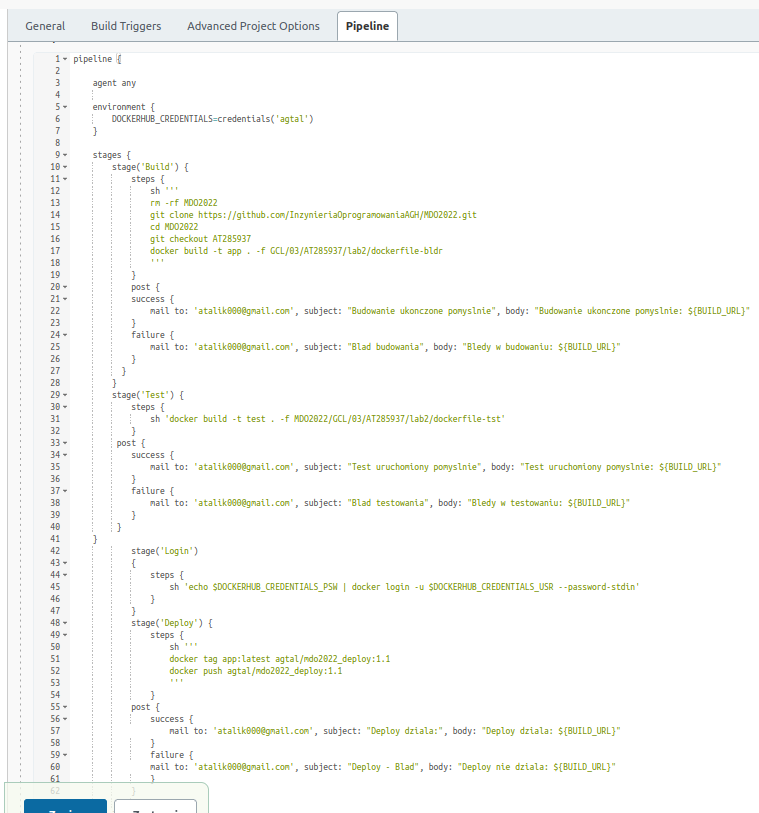 General Build Triggers Advanced Project Options Pipeline
1 pipeline {
2
3 agent any
4
5 environment {
6 DOCKERHUB_CREDENTIALS=credentials('agtal')
7 }
8
9 stages {
10 stage('Build') {
11 steps {
12 sh '''
13 rm -rf MDO2022
14 git clone https://github.com/InzynieriaOprogramowaniaAGH/MDO2022.git
15 cd MDO2022
16 git checkout AT285937
17 docker build -t app . -f GCL/03/AT285937/lab2/dockerfile-bldr
18 '''
19 }
20 post {
21 success {
22 mail to: 'atalik000@gmail.com', subject: "Budowanie ukonczone pomyslnie", body: "Budowanie ukonczone pomyslnie: ${BUILD_URL}"
23 }
24 failure {
25 mail to: 'atalik000@gmail.com', subject: "Blad budowania", body: "Bledy w budowaniu: ${BUILD_URL}"
26 }
27 }
28 }
29 stage('Test') {
30 steps {
31 sh 'docker build -t test . -f MDO2022/GCL/03/AT285937/lab2/dockerfile-tst'
32 }
33 post {
34 success {
35 mail to: 'atalik000@gmail.com', subject: "Test uruchomiony pomyslnie", body: "Test uruchomiony pomyslnie: ${BUILD_URL}"
36 }
37 failure {
38 mail to: 'atalik000@gmail.com', subject: "Blad testowania", body: "Bledy w testowaniu: ${BUILD_URL}"
39 }
40 }
41 }
42 stage('Login')
43 {
44 steps {
45 sh 'echo $DOCKERHUB_CREDENTIALS_PSW | docker login -u $DOCKERHUB_CREDENTIALS_USR --password-stdin'
46 }
47 }
48 stage('Deploy') {
49 steps {
50 sh '''
51 docker tag app:latest agtal/mdo2022_deploy:1.1
52 docker push agtal/mdo2022_deploy:1.1
53 '''
54 }
55 post {
56 success {
57 mail to: 'atalik000@gmail.com', subject: "Deploy dziala:", body: "Deploy dziala: ${BUILD_URL}"
58 }
59 failure {
60 mail to: 'atalik000@gmail.com', subject: "Deploy - Blad", body: "Deploy nie dziala: ${BUILD_URL}"
61 }
62 }